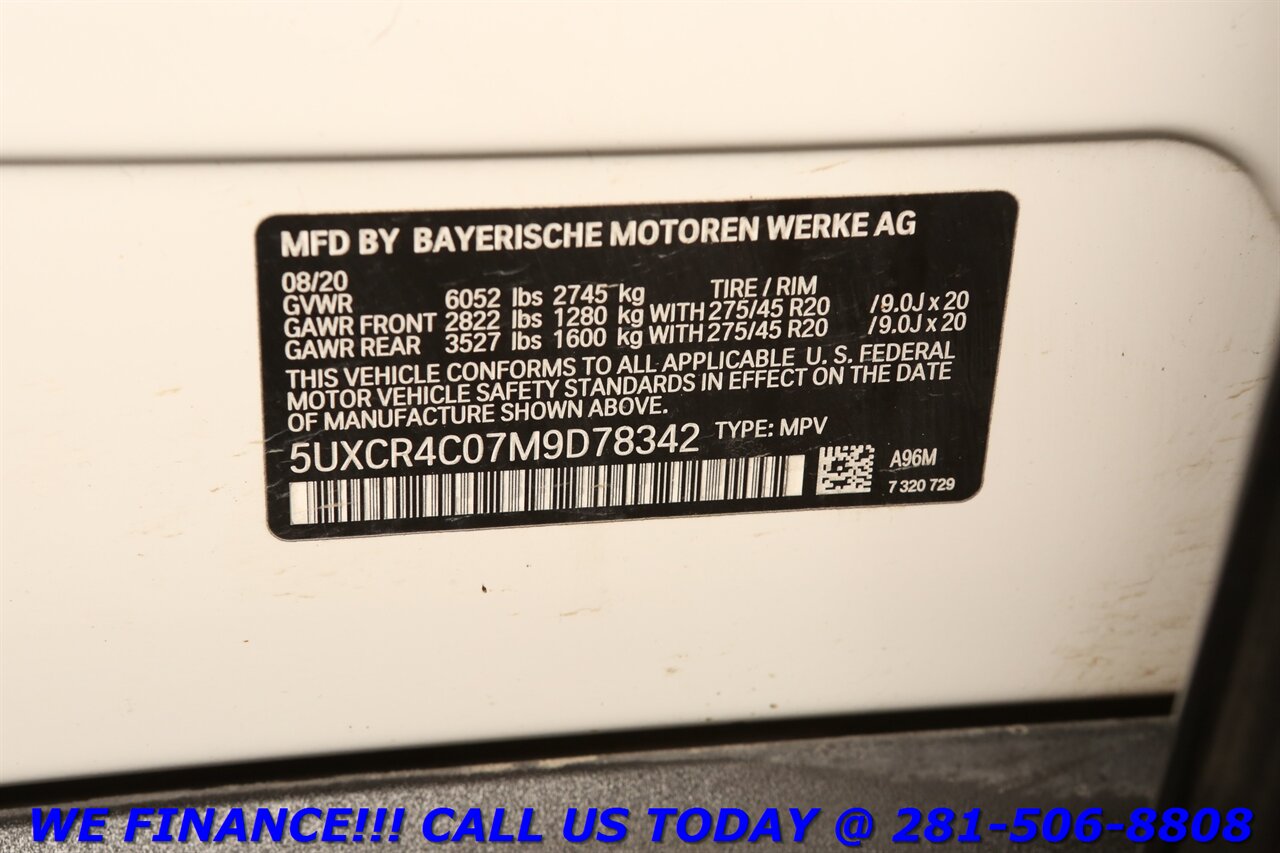 MFD BY BAYERISCHE MOTOREN WERKE AG
08/20 TIRE / RIM
GVWR 6052 lbs 2745 kg
GAWR FRONT 2822 lbs 1280 kg WITH 275/45 R20 /9.0J x 20
GAWR REAR 3527 lbs 1600 kg WITH 275/45 R20 /9.0J x 20
THIS VEHICLE CONFORMS TO ALL APPLICABLE U. S. FEDERAL
MOTOR VEHICLE SAFETY STANDARDS IN EFFECT ON THE DATE
OF MANUFACTURE SHOWN ABOVE.
5UXCR4C07M9D78342 TYPE: MPV
A96M
7 320 729
WE FINANCE!!! CALL US TODAY @ 281-506-8808